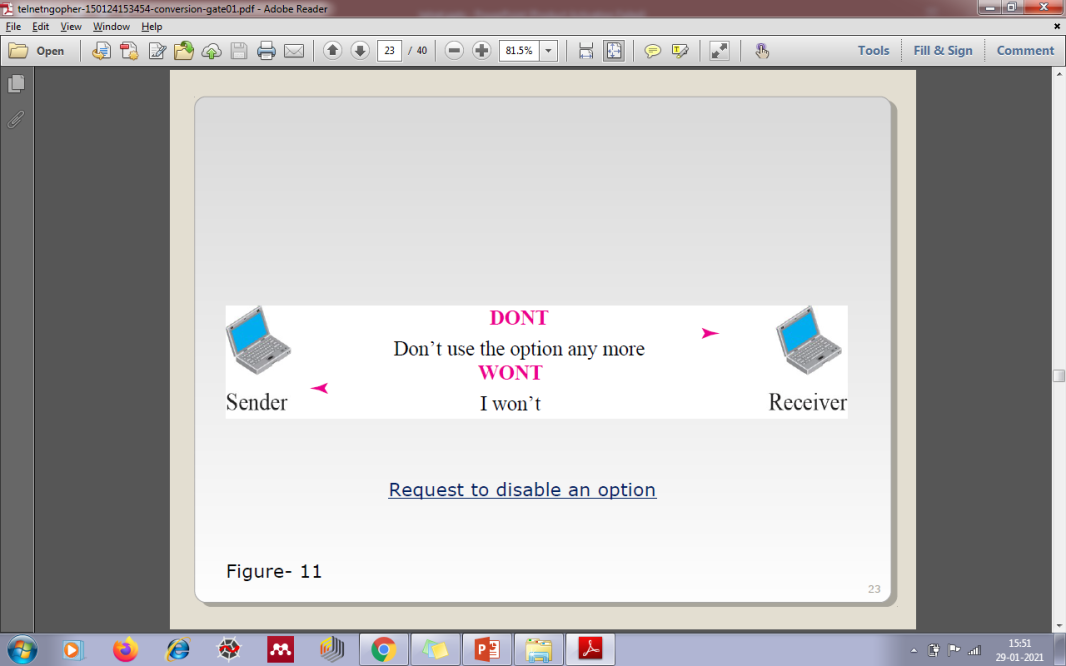 telnetngopher-150124153454-conversion-gate01.pdf - Adobe Reader
File Edit View Window Help
Open 23 / 40 81.5% Tools Fill & Sign Comment
DONT
Don’t use the option any more
WONT
Sender I won’t Receiver
Request to disable an option
Figure- 11
23
15:51
29-01-2021